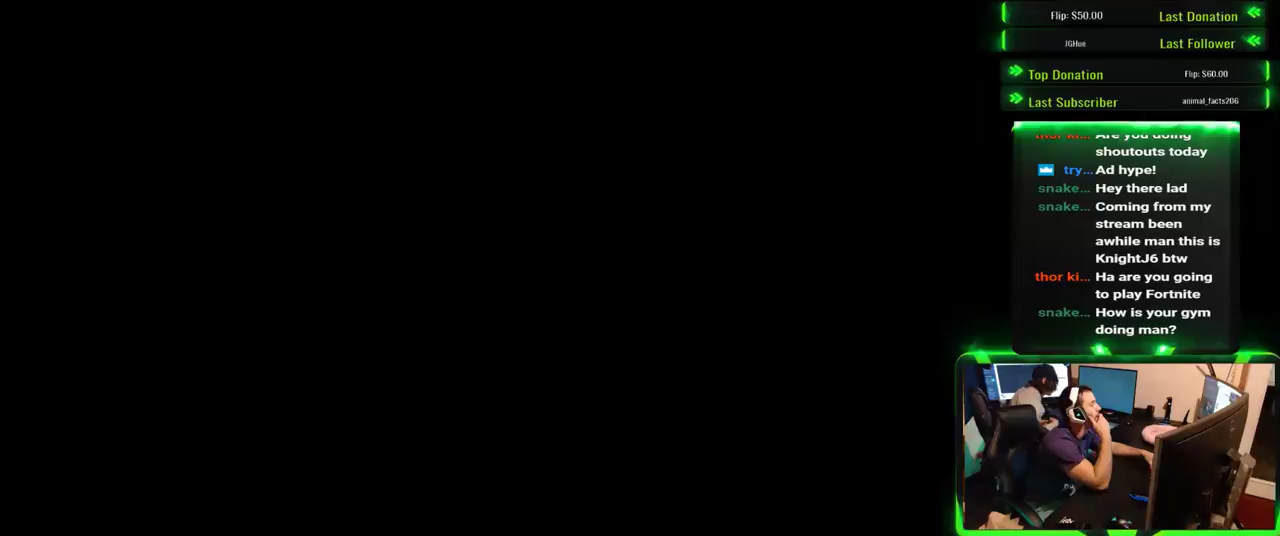 Flip: $50.00 Last Donation
JGHue Last Follower
Top Donation Flip: $60.00
Last Subscriber animal_facts206
thor ki... Are you doing
shoutouts today
try... Ad hype!
snake... Hey there lad
snake... Coming from my
stream been
awhile man this is
KnightJ6 btw
thor ki... Ha are you going
to play Fortnite
snake... How is your gym
doing man?